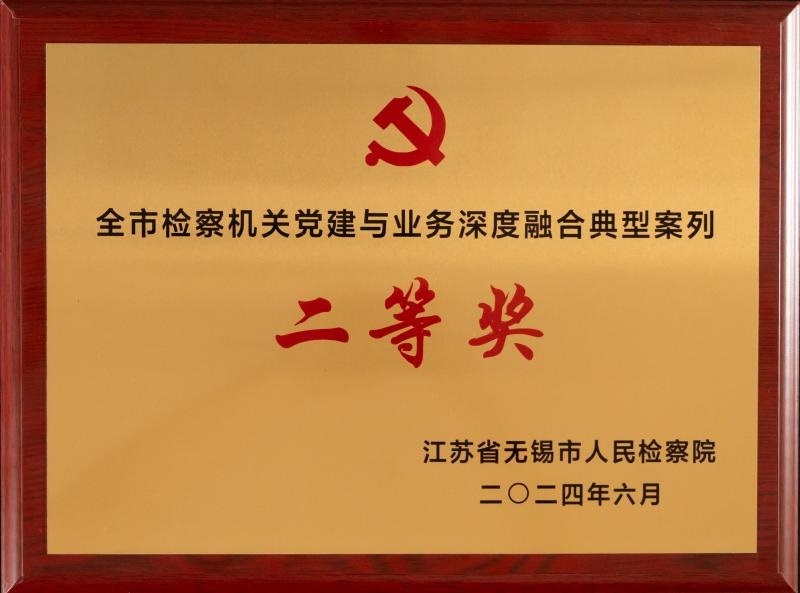 全市检察机关党建与业务深度融合典型案列
二等奖
江苏省无锡市人民检察院
二〇二四年六月